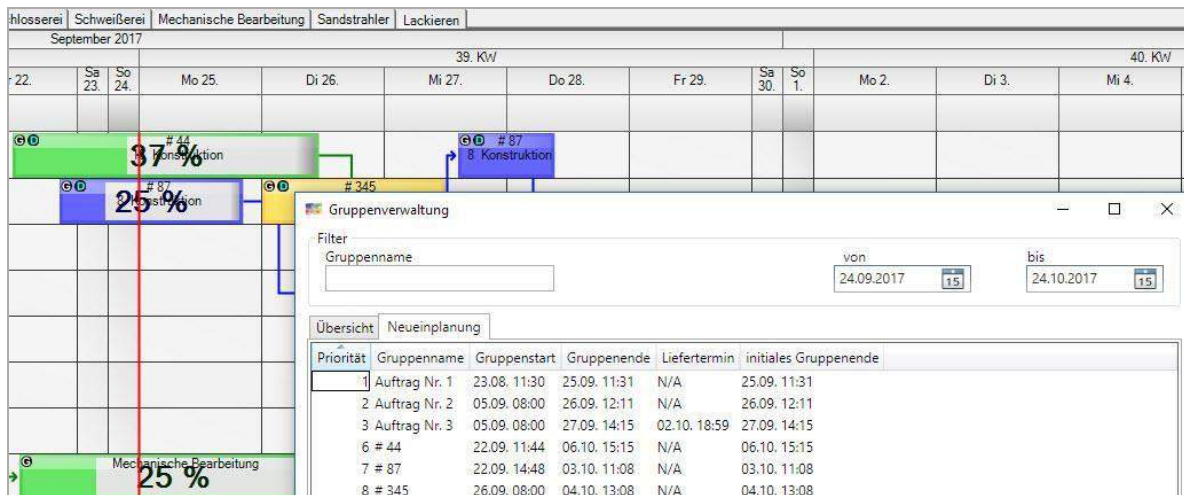 hlosserei Schweißerei Mechanische Bearbeitung Sandstrahler Lackieren
September 2017
39. KW 40. KW
22. Sa 23. So 24. Mo 25. Di 26. Mi 27. Do 28. Fr 29. Sa 30. So 1. Mo 2. Di 3. Mi 4.
G D # 44 G D # 87
37 % Konstruktion 8 Konstruktion
G D # 87 G D # 345
25 % 8 Konstruktion
Gruppenverwaltung
Filter
Gruppenname von bis
24.09.2017 15 24.10.2017 15
Übersicht Neueinplanung
Priorität Gruppenname Gruppenstart Gruppenende Liefertermin initiales Gruppenende
1 Auftrag Nr. 1 23.08. 11:30 25.09. 11:31 N/A 25.09. 11:31
2 Auftrag Nr. 2 05.09. 08:00 26.09. 12:11 N/A 26.09. 12:11
3 Auftrag Nr. 3 05.09. 08:00 27.09. 14:15 02.10. 18:59 27.09. 14:15
6 # 44 22.09. 11:44 06.10. 15:15 N/A 06.10. 15:15
7 # 87 22.09. 14:48 03.10. 11:08 N/A 03.10. 11:08
8 # 345 26.09. 08:00 04.10. 13:08 N/A 04.10. 13:08
G Mechanische Bearbeitung
25 %